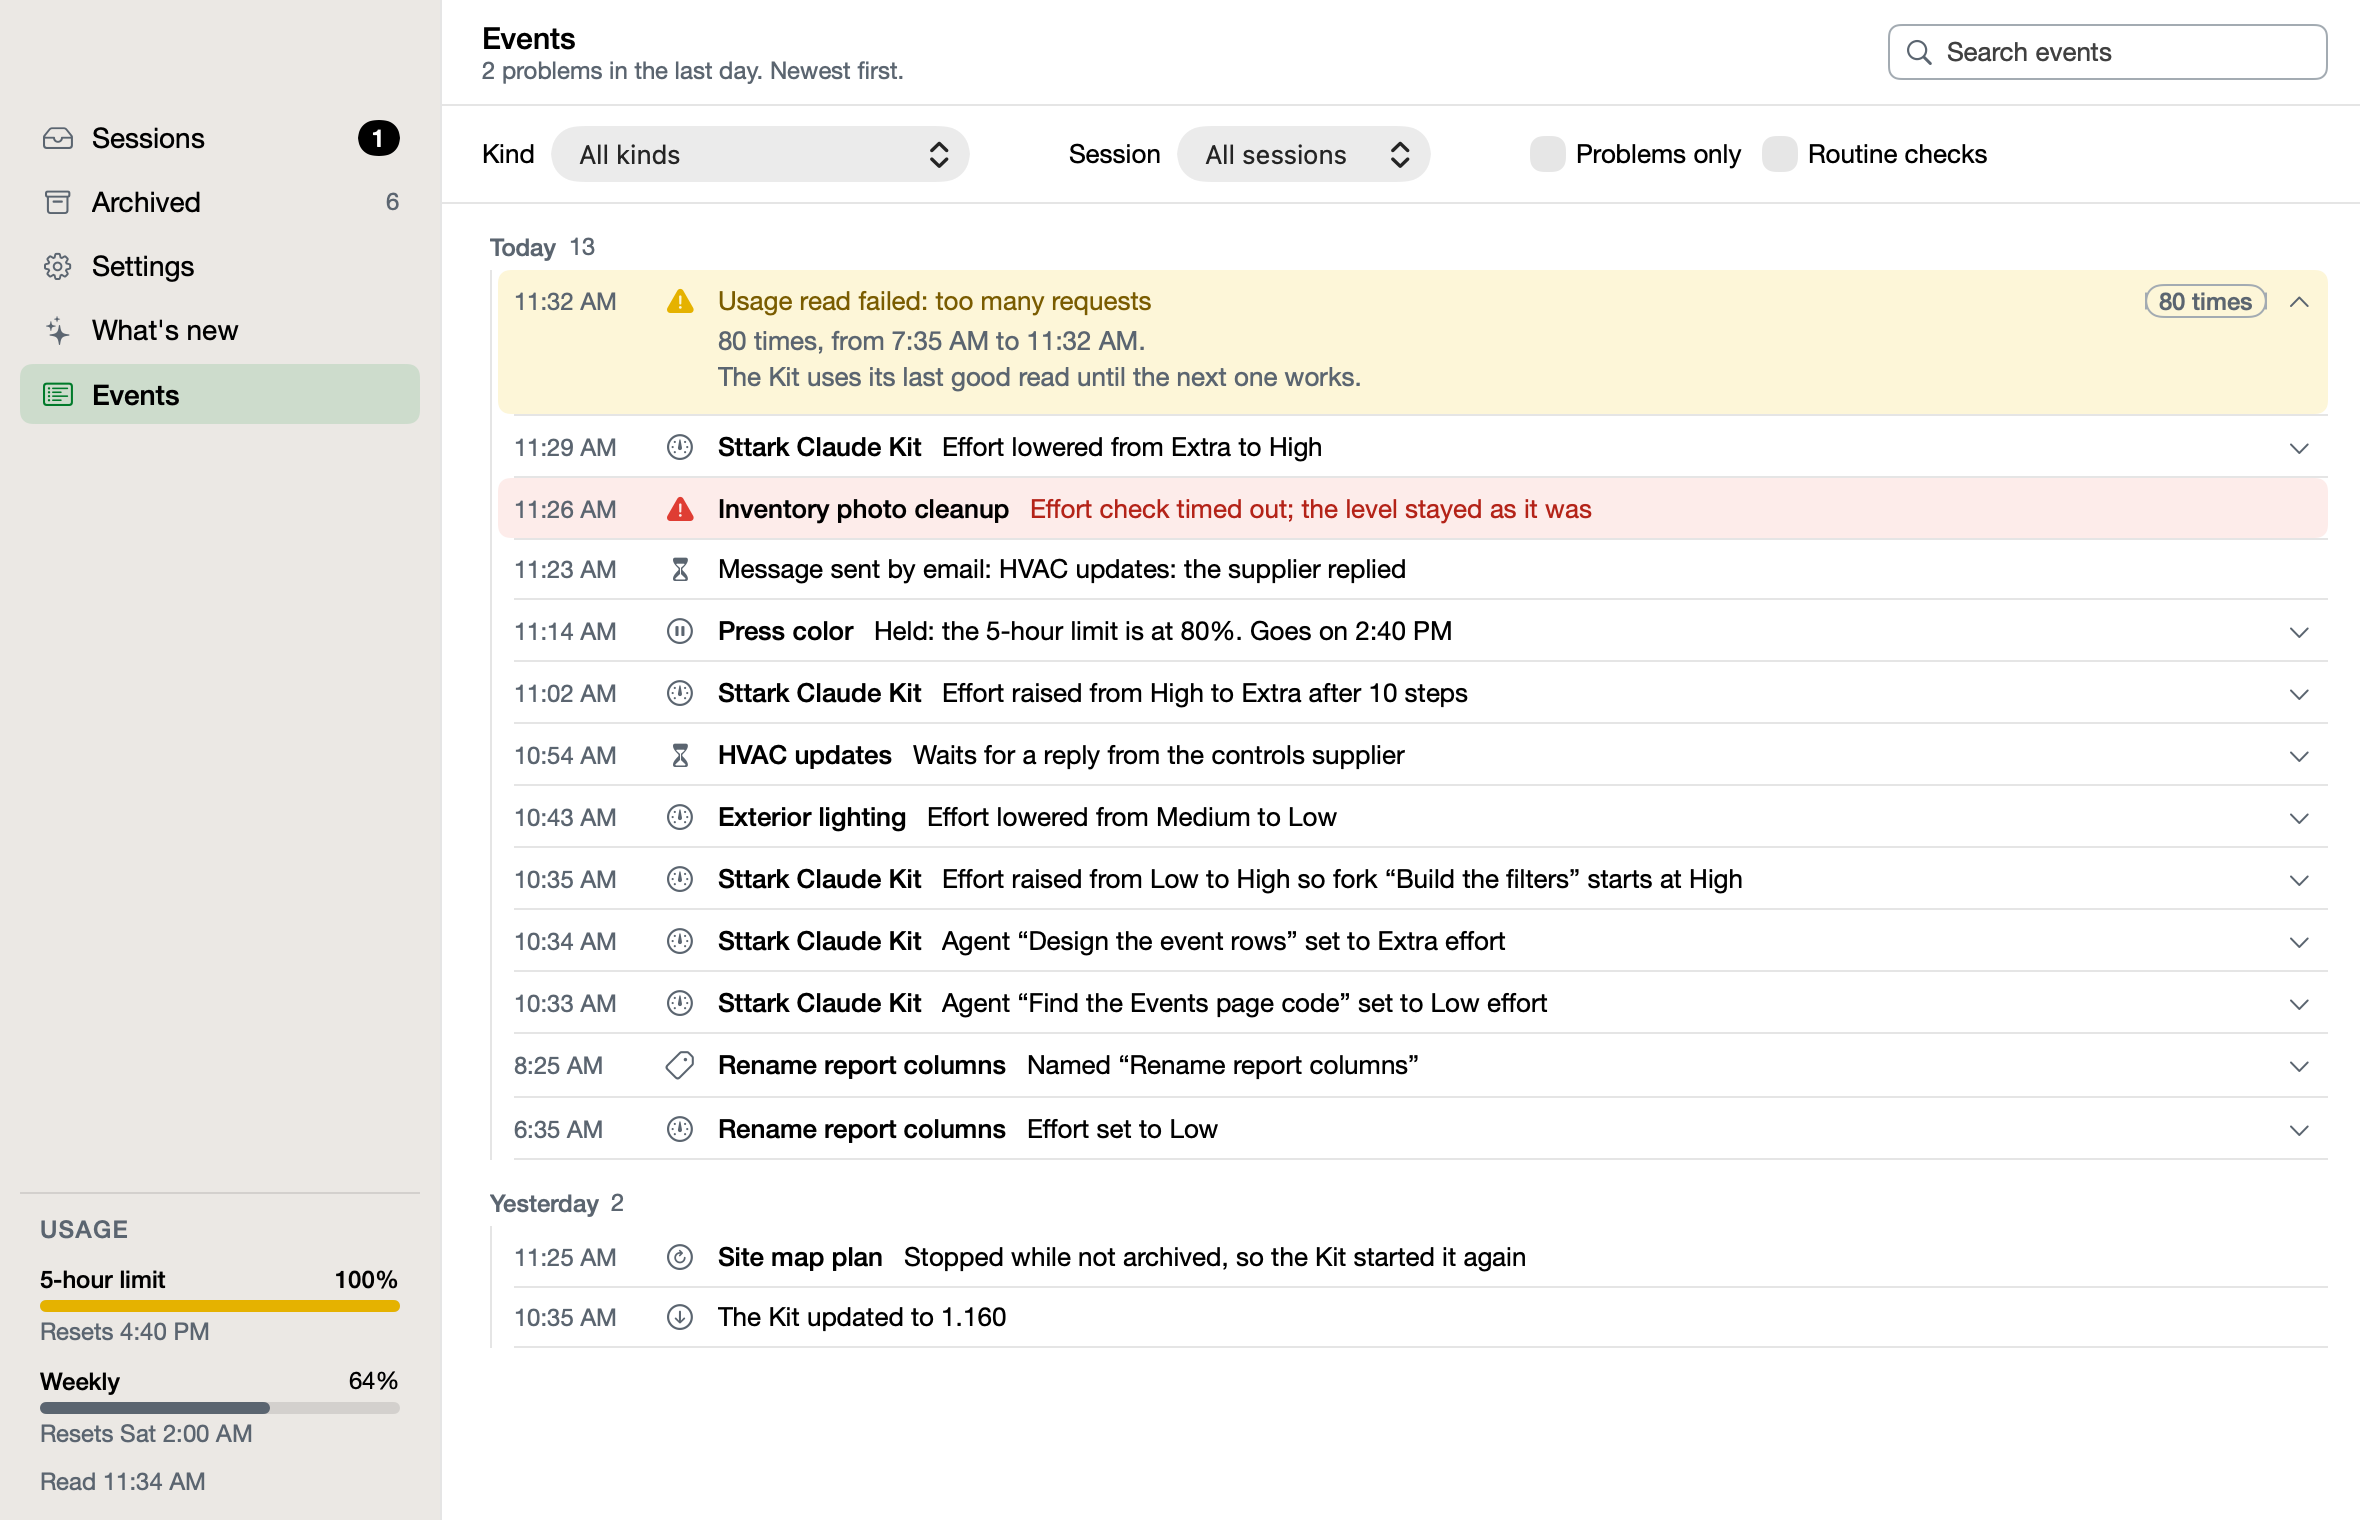 Events
2 problems in the last day. Newest first.
Search events
Sessions 1
Archived 6
Settings
What's new
Events
Kind All kinds Session All sessions Problems only Routine checks
Today 13
11:32 AM Usage read failed: too many requests 80 times
80 times, from 7:35 AM to 11:32 AM.
The Kit uses its last good read until the next one works.
11:29 AM Sttark Claude Kit Effort lowered from Extra to High
11:26 AM Inventory photo cleanup Effort check timed out; the level stayed as it was
11:23 AM Message sent by email: HVAC updates: the supplier replied
11:14 AM Press color Held: the 5-hour limit is at 80%. Goes on 2:40 PM
11:02 AM Sttark Claude Kit Effort raised from High to Extra after 10 steps
10:54 AM HVAC updates Waits for a reply from the controls supplier
10:43 AM Exterior lighting Effort lowered from Medium to Low
10:35 AM Sttark Claude Kit Effort raised from Low to High so fork “Build the filters” starts at High
10:34 AM Sttark Claude Kit Agent “Design the event rows” set to Extra effort
10:33 AM Sttark Claude Kit Agent “Find the Events page code” set to Low effort
8:25 AM Rename report columns Named “Rename report columns”
6:35 AM Rename report columns Effort set to Low
Yesterday 2
11:25 AM Site map plan Stopped while not archived, so the Kit started it again
10:35 AM The Kit updated to 1.160
USAGE
5-hour limit 100%
Resets 4:40 PM
Weekly 64%
Resets Sat 2:00 AM
Read 11:34 AM